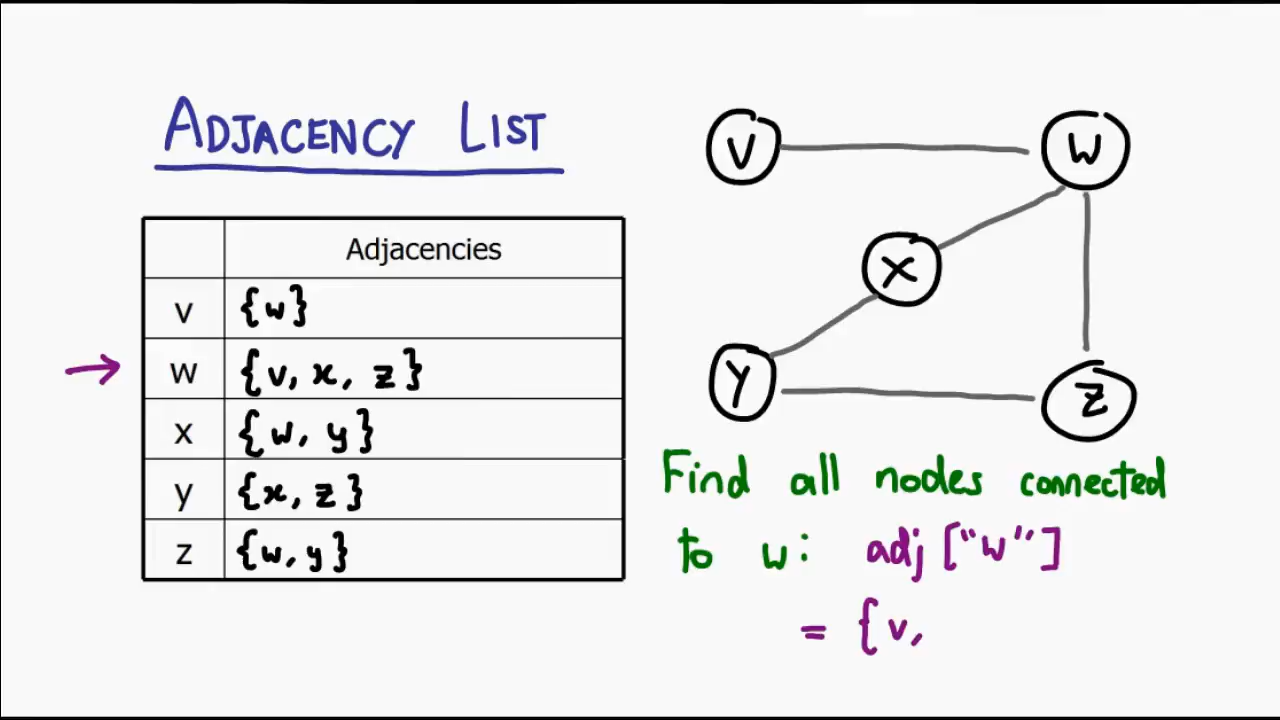 ADJACENCY LIST
Adjacencies
v {w}
w {v, x, z}
x {w, y}
y {x, z}
z {w, y}
V W
X
Y Z
Find all nodes connected
to w: adj ["w"]
= {v,